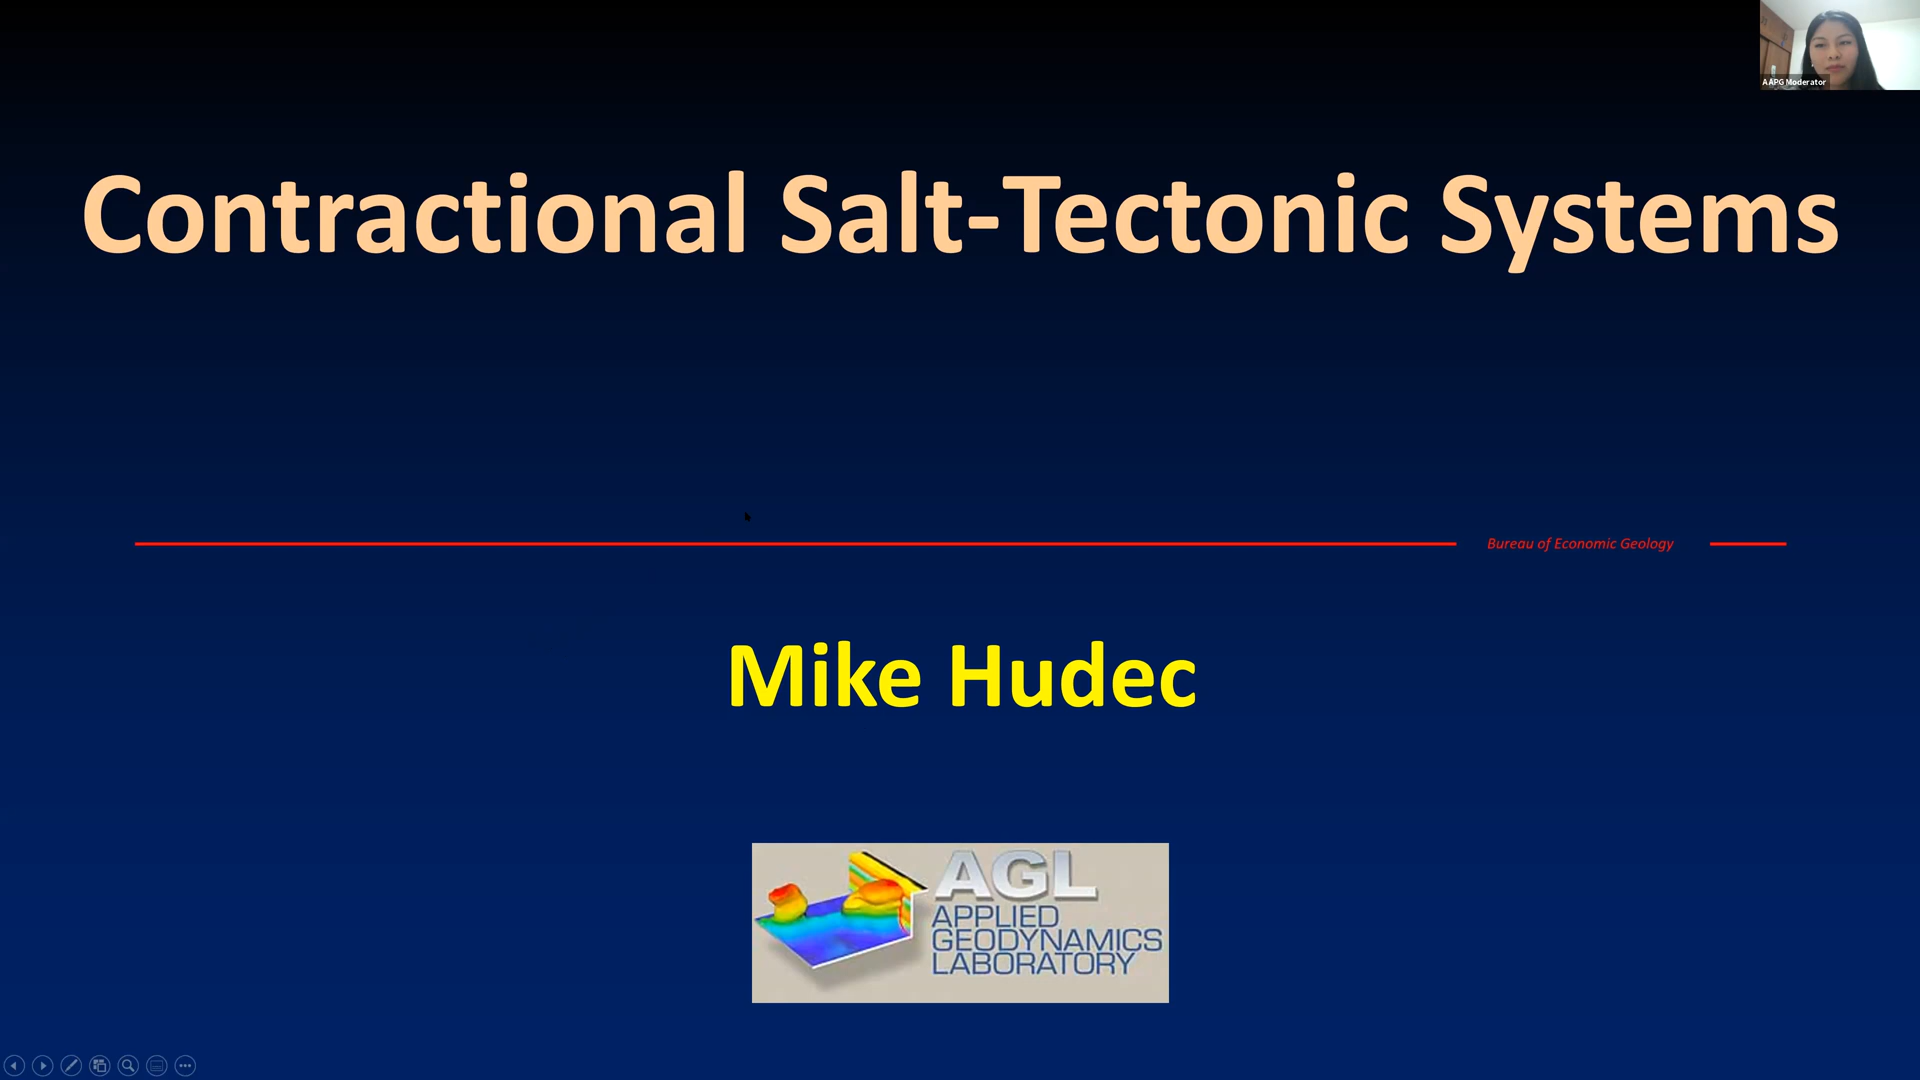 AAPG Moderator
Contractional Salt-Tectonic Systems
Bureau of Economic Geology
Mike Hudec
AGL
APPLIED
GEODYNAMICS
LABORATORY